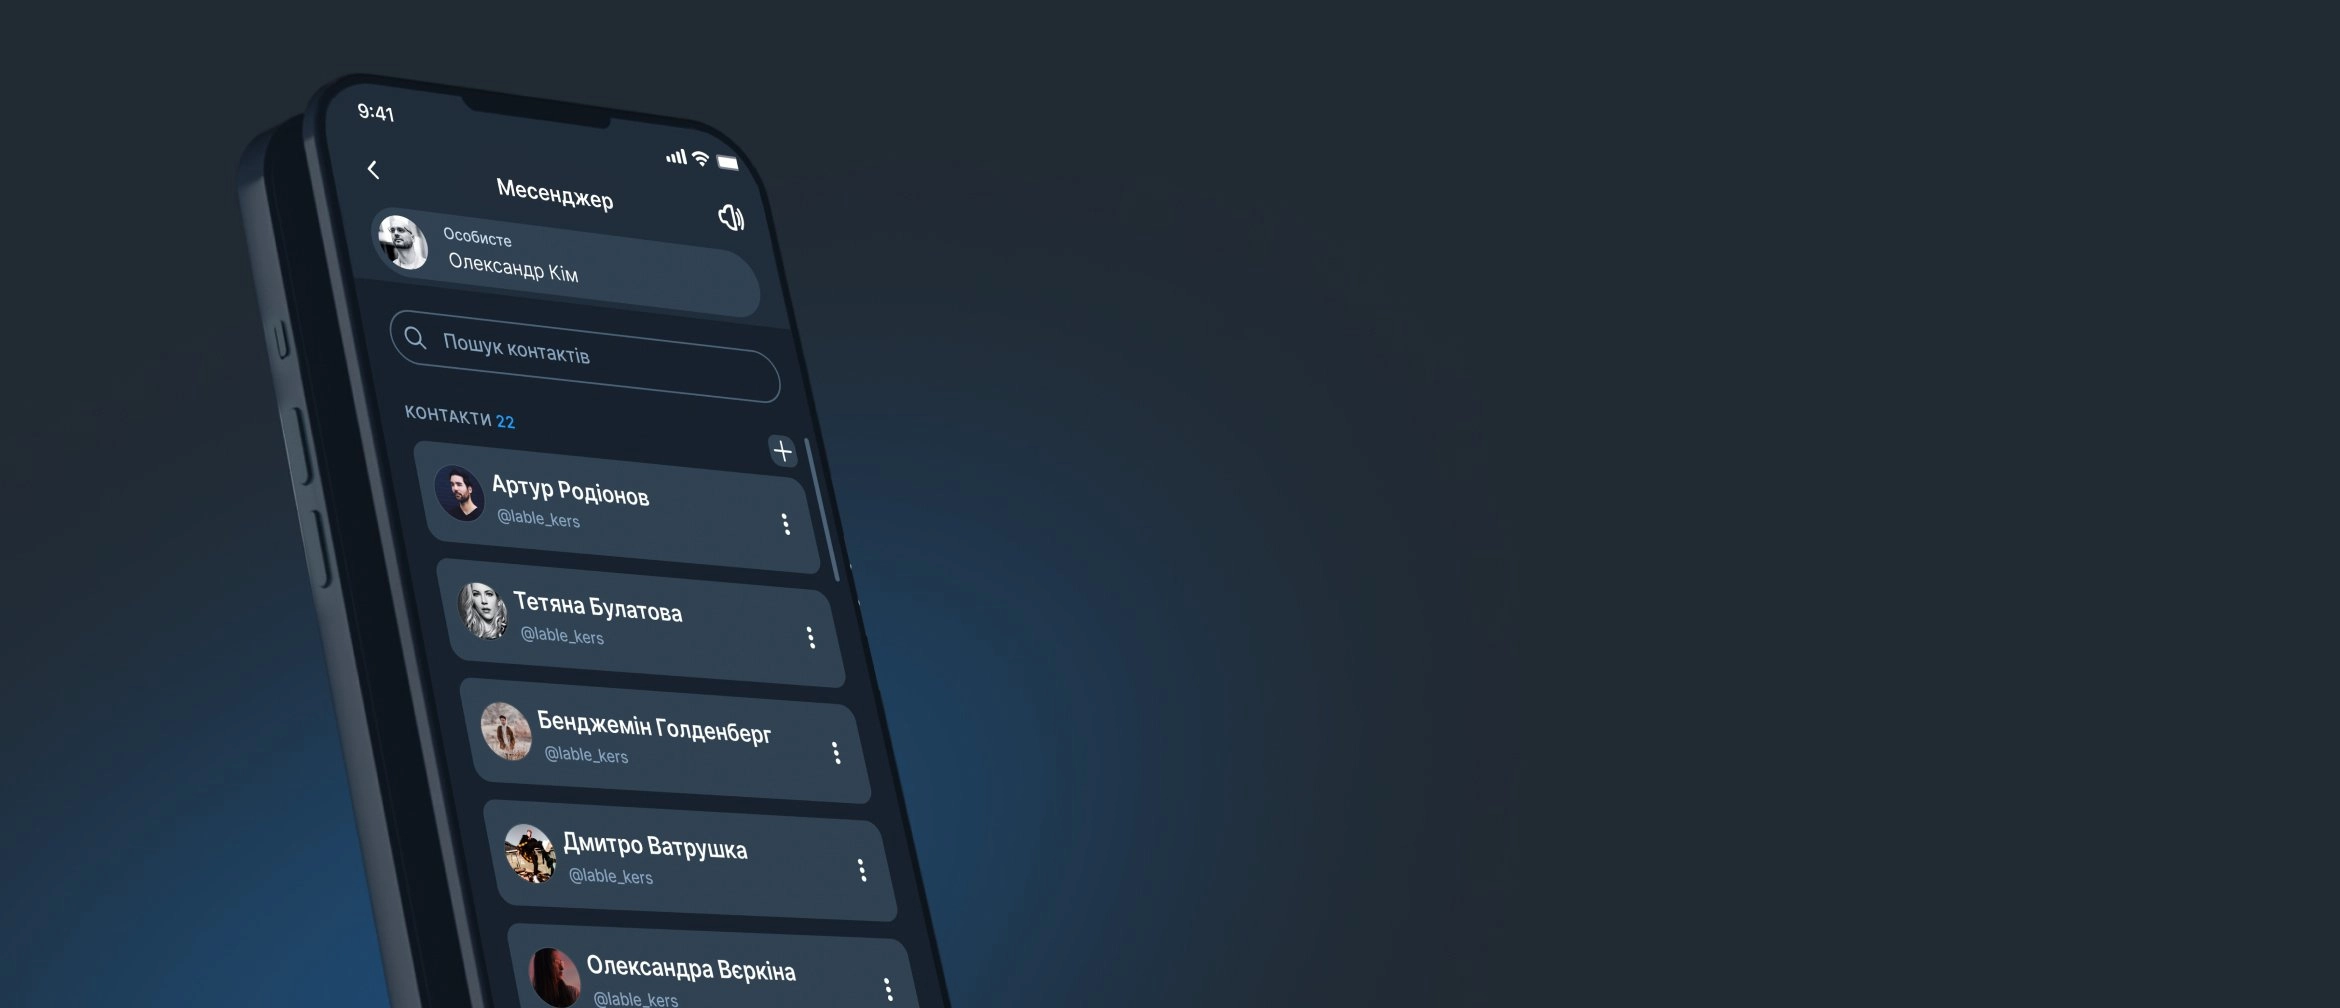 9:41
Месенджер
Особисте
Олександр Кім
Пошук контактів
КОНТАКТИ 22
Артур Родіонов
@lable_kers
Тетяна Булатова
@lable_kers
Бенджемін Голденберг
@lable_kers
Дмитро Ватрушка
@lable_kers
Олександра Вєркіна
@lable_kers